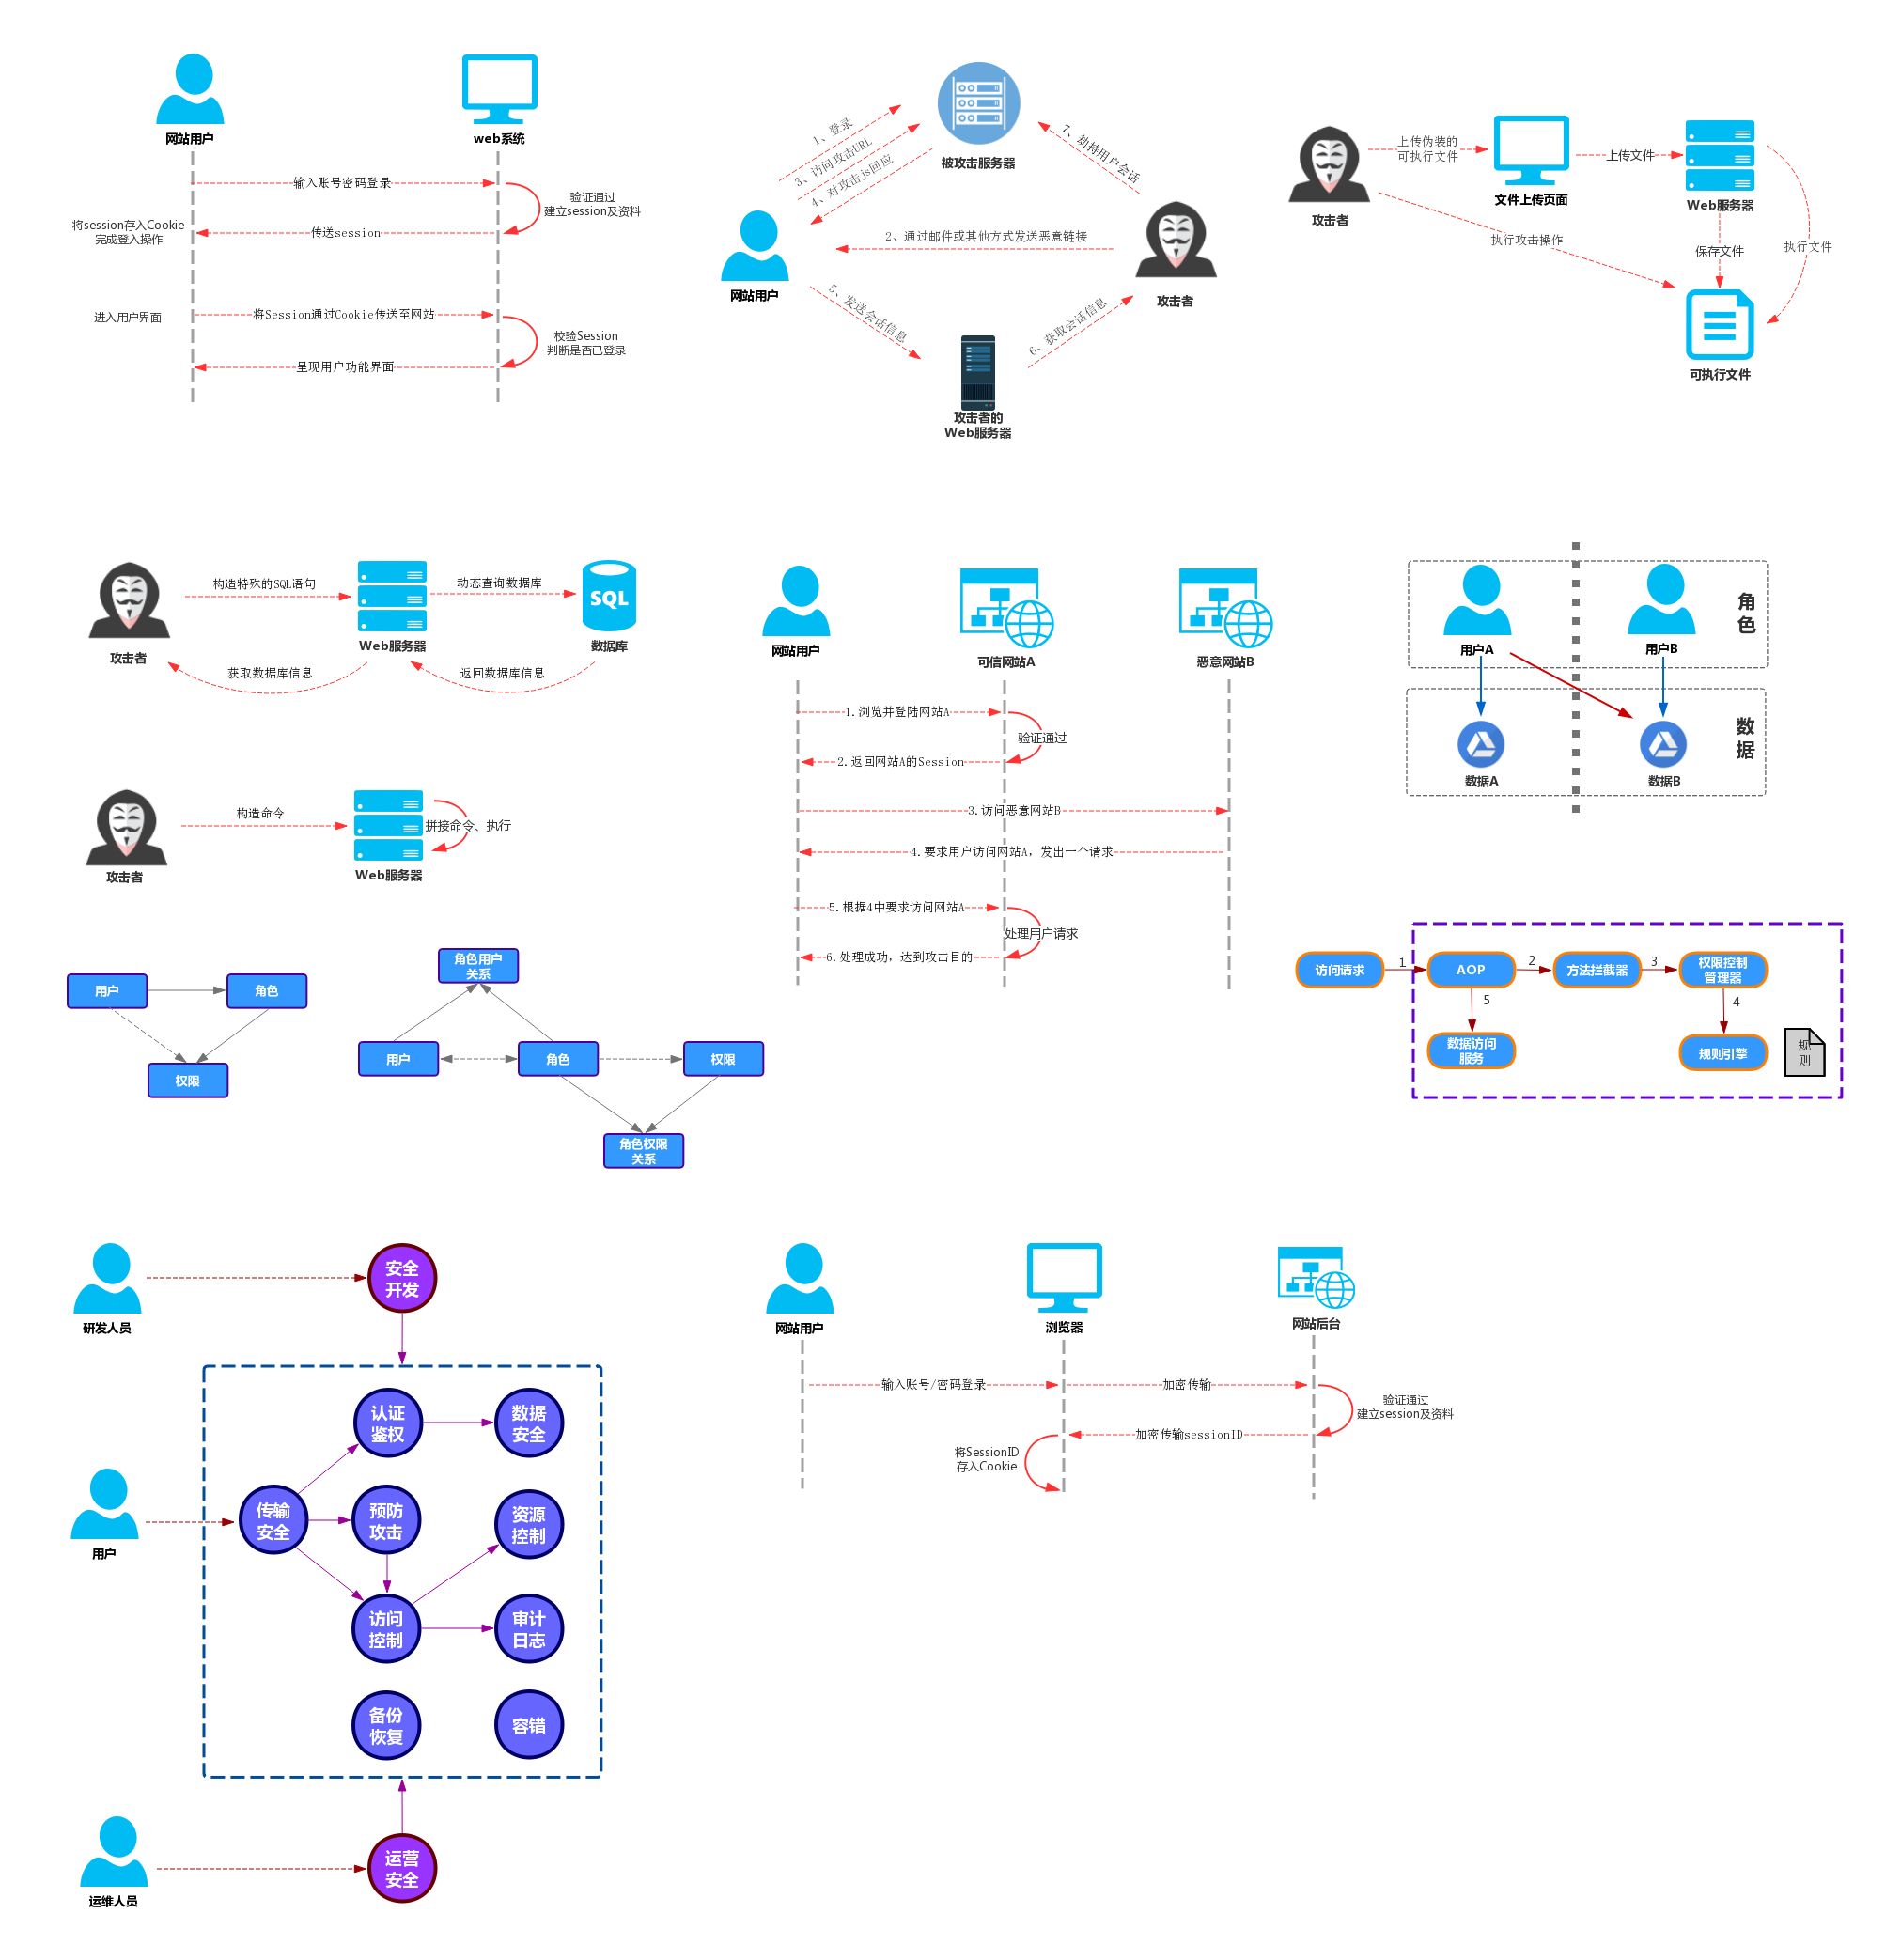 网站用户
web系统
输入账号密码登录
验证通过
建立session及资料
将session存入Cookie
完成登入操作
传送session
进入用户界面
将Session通过Cookie传送至网站
校验Session
判断是否已登录
呈现用户功能界面
被攻击服务器
1、登录
3、访问攻击URL
4、对攻击js回应
7、劫持用户会话
2、通过邮件或其他方式发送恶意链接
网站用户
攻击者
5、发送会话信息
6、获取会话信息
攻击者的
Web服务器
攻击者
上传伪装的
可执行文件
文件上传页面
上传文件
Web服务器
执行攻击操作
保存文件
执行文件
可执行文件
攻击者
构造特殊的SQL语句
Web服务器
动态查询数据库
SQL
数据库
获取数据库信息
返回数据库信息
攻击者
构造命令
拼接命令、执行
Web服务器
网站用户
可信网站A
恶意网站B
1.浏览并登陆网站A
验证通过
2.返回网站A的Session
3.访问恶意网站B
4.要求用户访问网站A，发出一个请求
5.根据4中要求访问网站A
处理用户请求
6.处理成功，达到攻击目的
用户A
用户B
角
色
数据A
数据B
数
据
用户
角色
权限
角色用户
关系
用户
角色
权限
角色权限
关系
访问请求
1
AOP
2
方法拦截器
3
权限控制
管理器
5
4
数据访问
服务
规则引擎
规
则
研发人员
安全
开发
认证
鉴权
数据
安全
用户
传输
安全
预防
攻击
资源
控制
访问
控制
审计
日志
备份
恢复
容错
运维人员
运营
安全
网站用户
浏览器
网站后台
输入账号/密码登录
加密传输
验证通过
建立session及资料
加密传输sessionID
将SessionID
存入Cookie